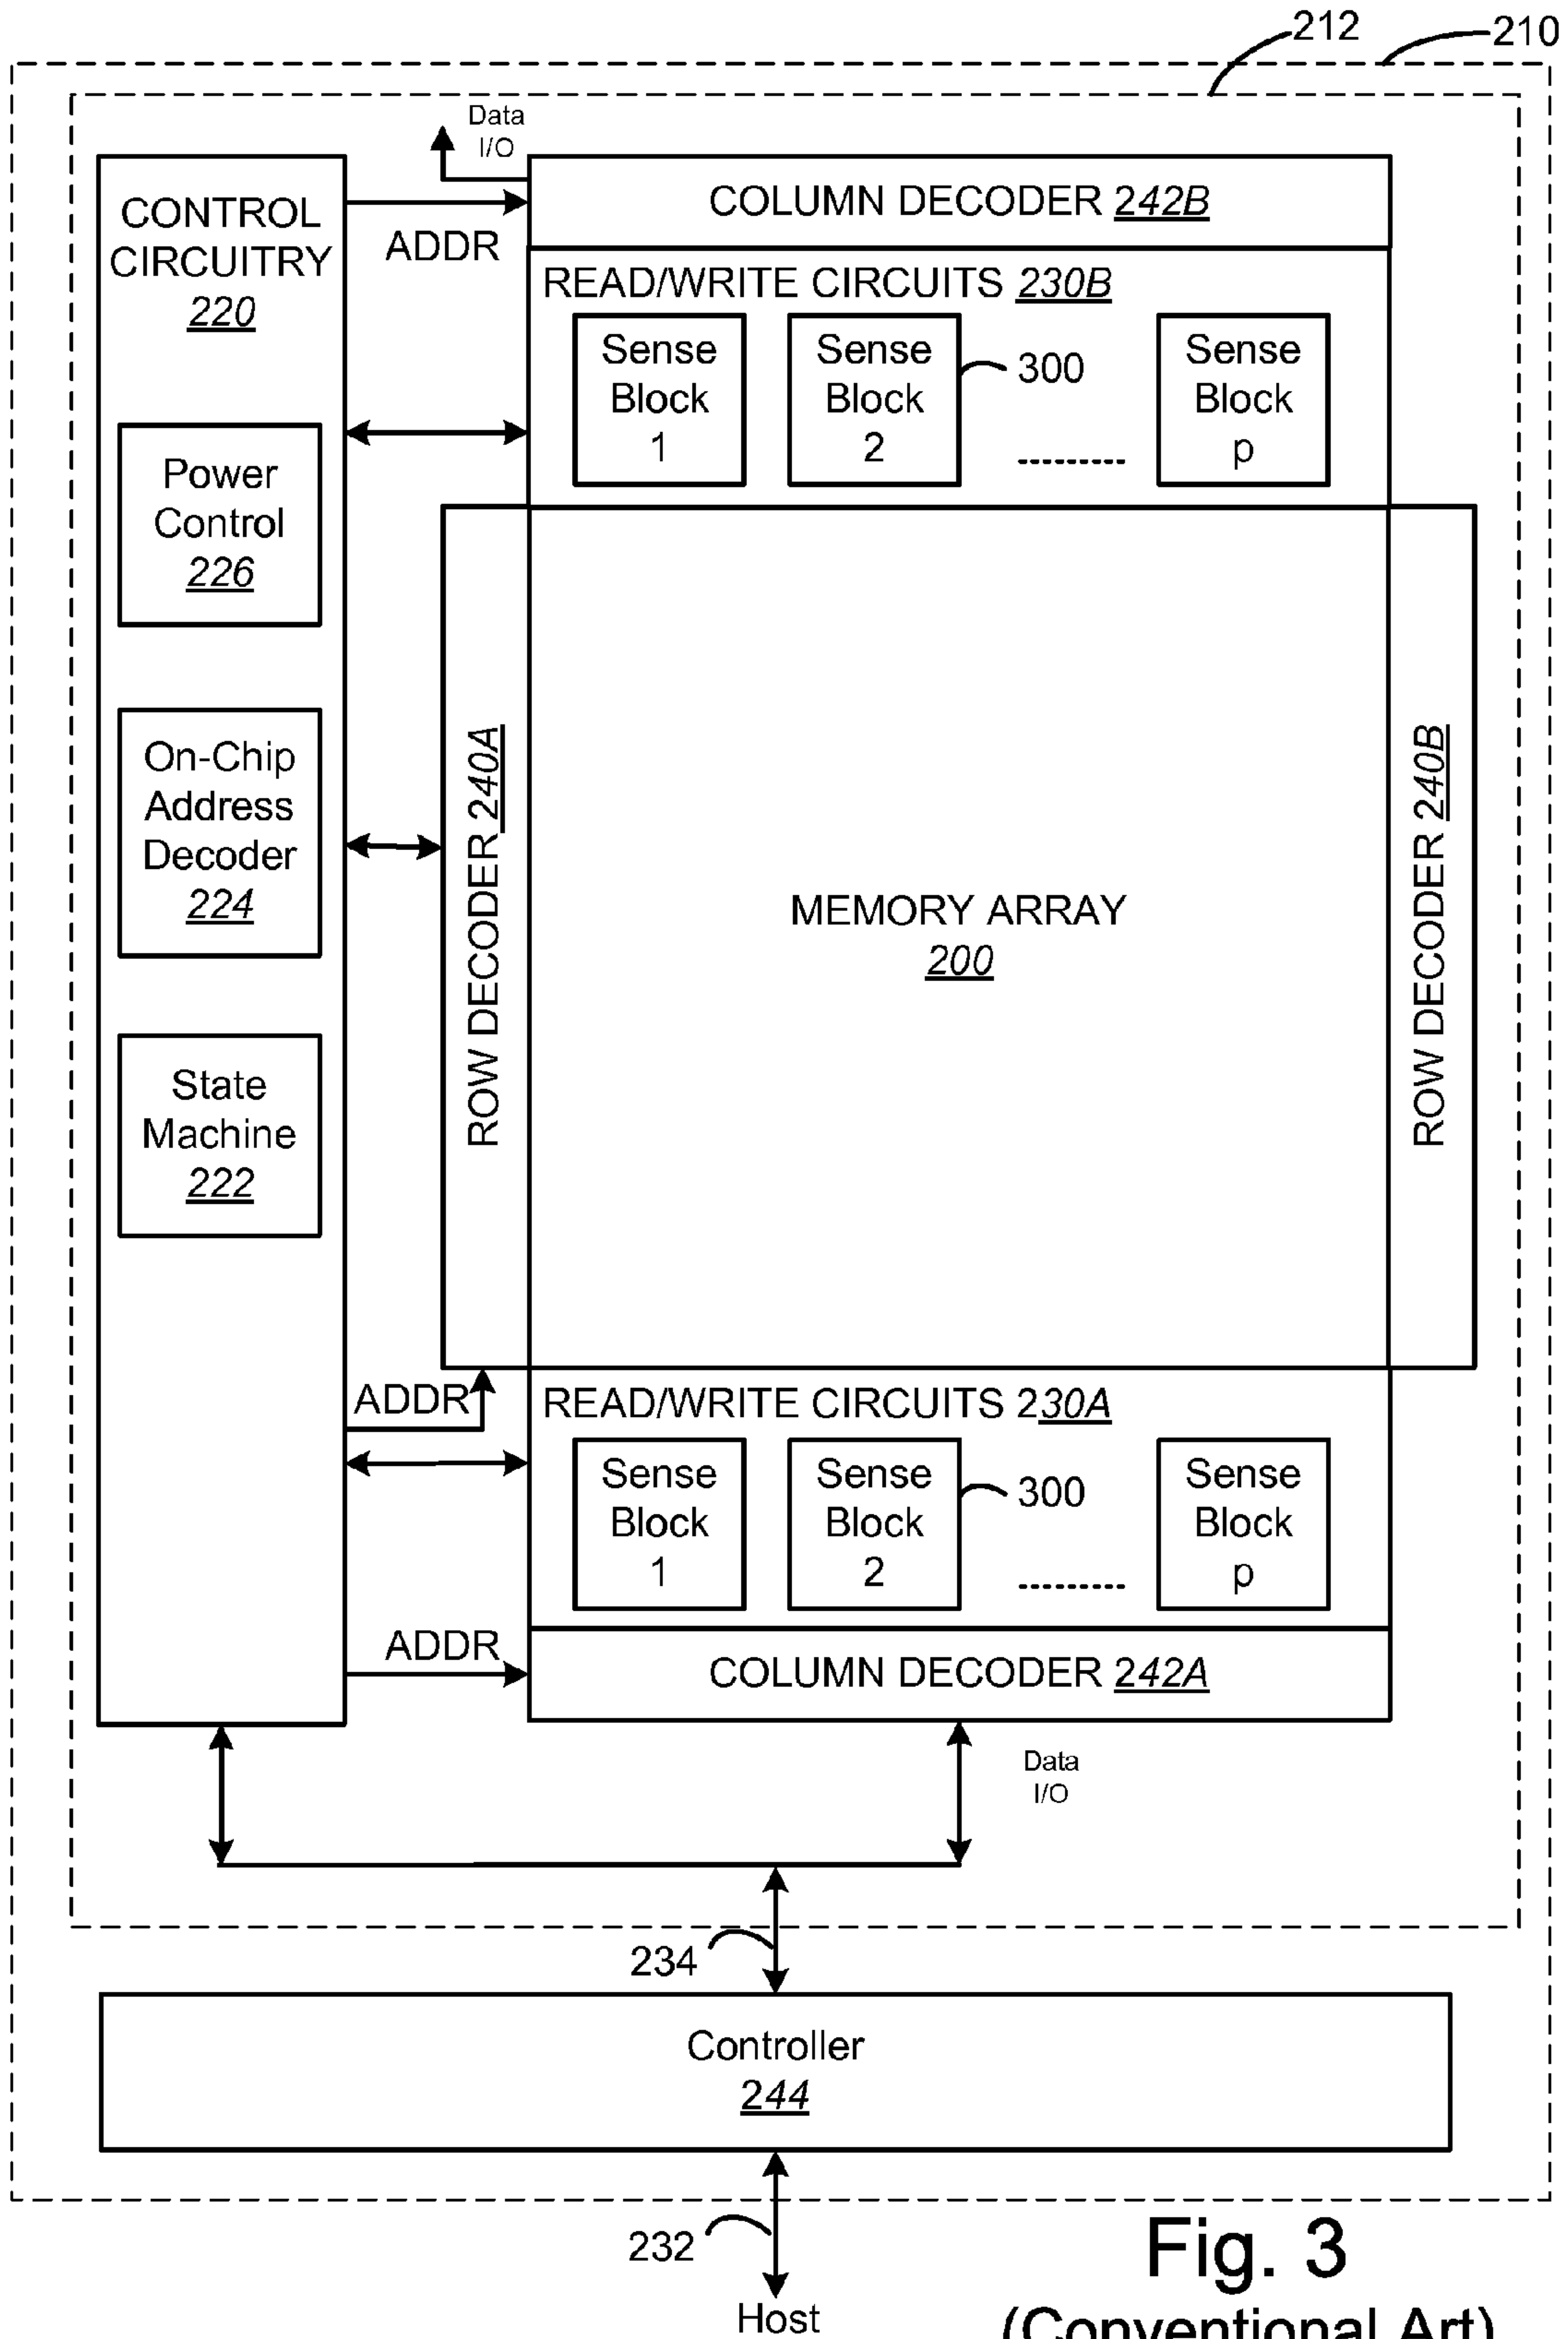 212
210
Data
I/O
CONTROL
CIRCUITRY
220
ADDR
COLUMN DECODER 242B
READ/WRITE CIRCUITS 230B
Sense
Block
1
Sense
Block
2
300
Sense
Block
p
Power
Control
226
On-Chip
Address
Decoder
224
State
Machine
222
ROW DECODER 240A
MEMORY ARRAY
200
ROW DECODER 240B
ADDR
READ/WRITE CIRCUITS 230A
Sense
Block
1
Sense
Block
2
300
Sense
Block
p
ADDR
COLUMN DECODER 242A
Data
I/O
234
Controller
244
232
Host
Fig. 3
(Conventional Art)